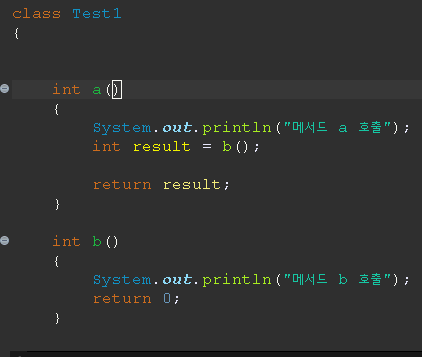 class Test1
{
int a()
{
System.out.println("메서드 a 호출");
int result = b();
return result;
}
int b()
{
System.out.println("메서드 b 호출");
return 0;
}